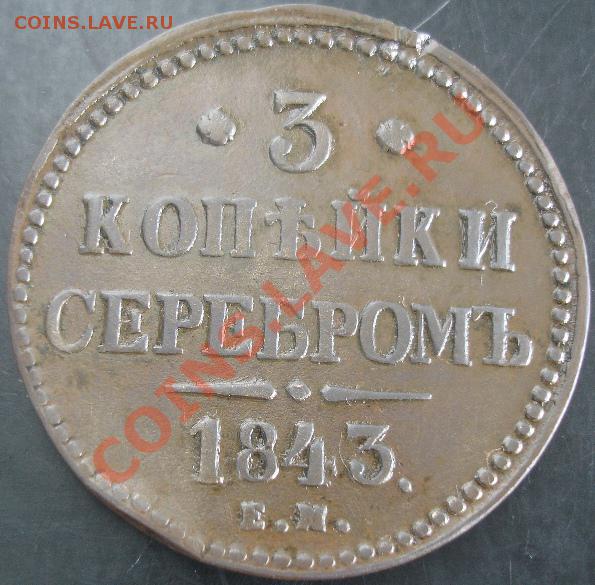 COINS.LAVE.RU
• 3 •
КОПѢЙКИ
СЕРЕБРОМЪ
1843.
Е.М.
COINS.LAVE.RU